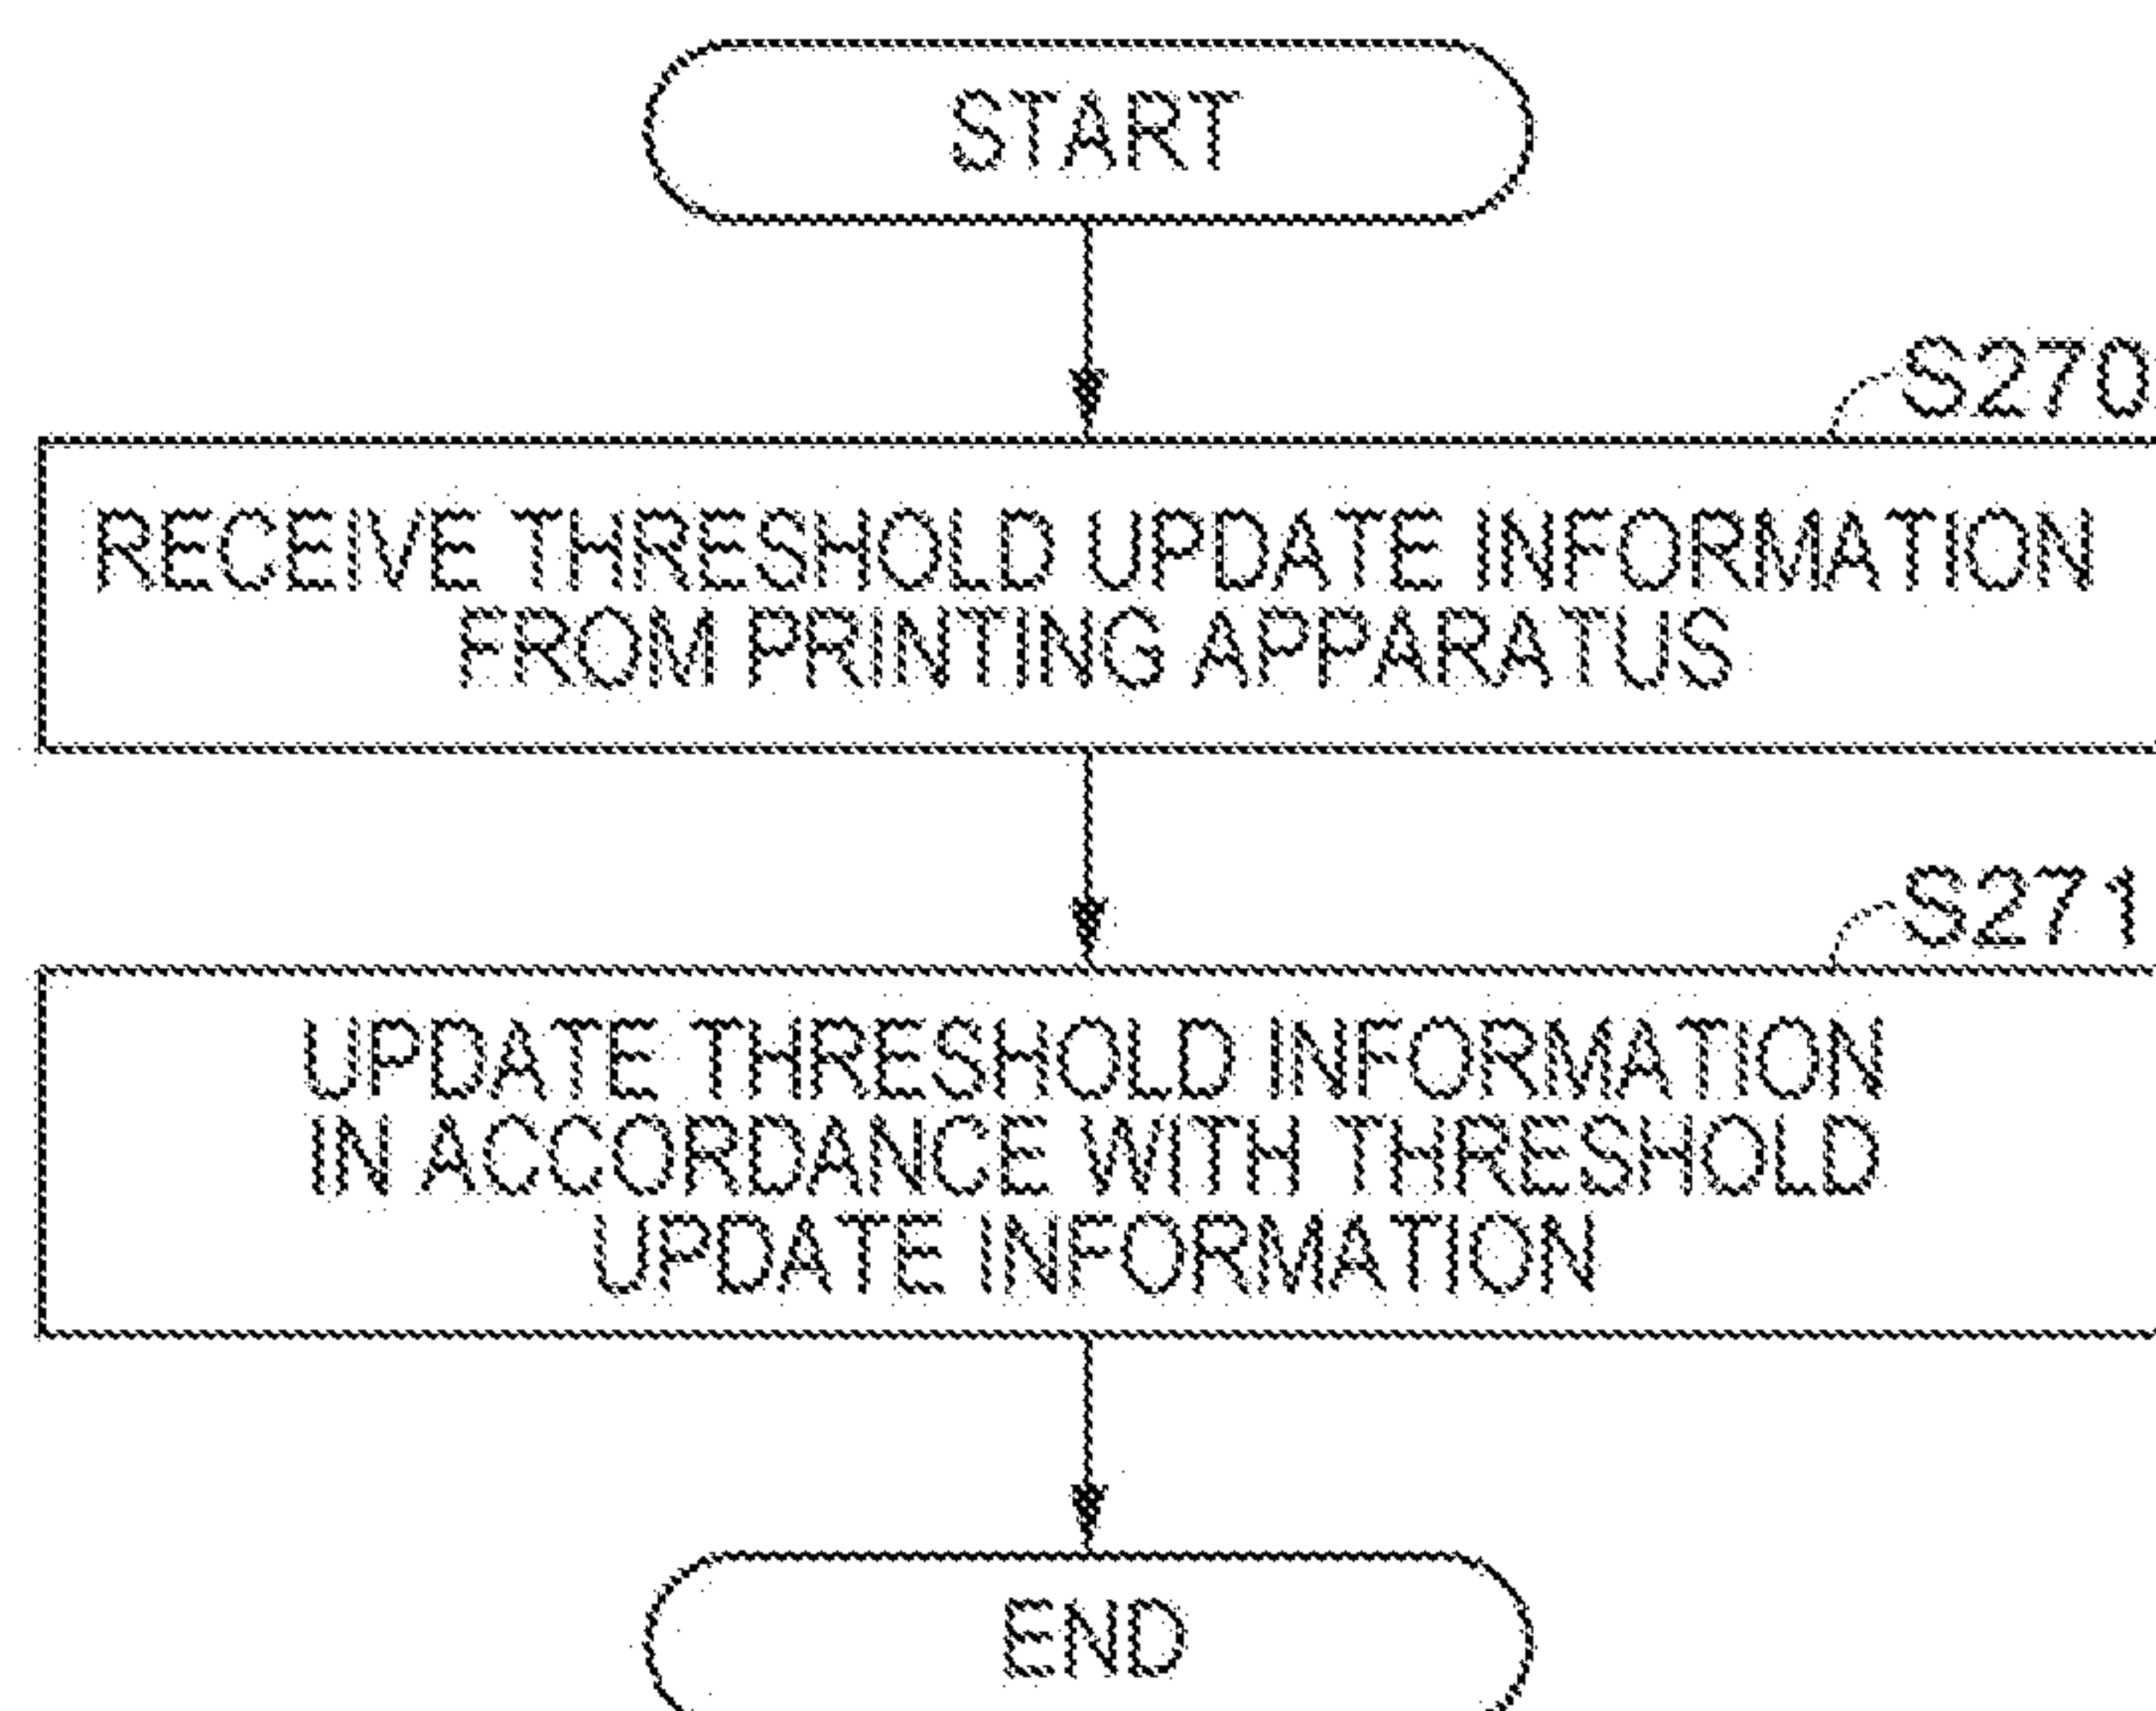 START
S270
RECEIVE THRESHOLD UPDATE INFORMATION
FROM PRINTING APPARATUS
S271
UPDATE THRESHOLD INFORMATION
IN ACCORDANCE WITH THRESHOLD
UPDATE INFORMATION
END